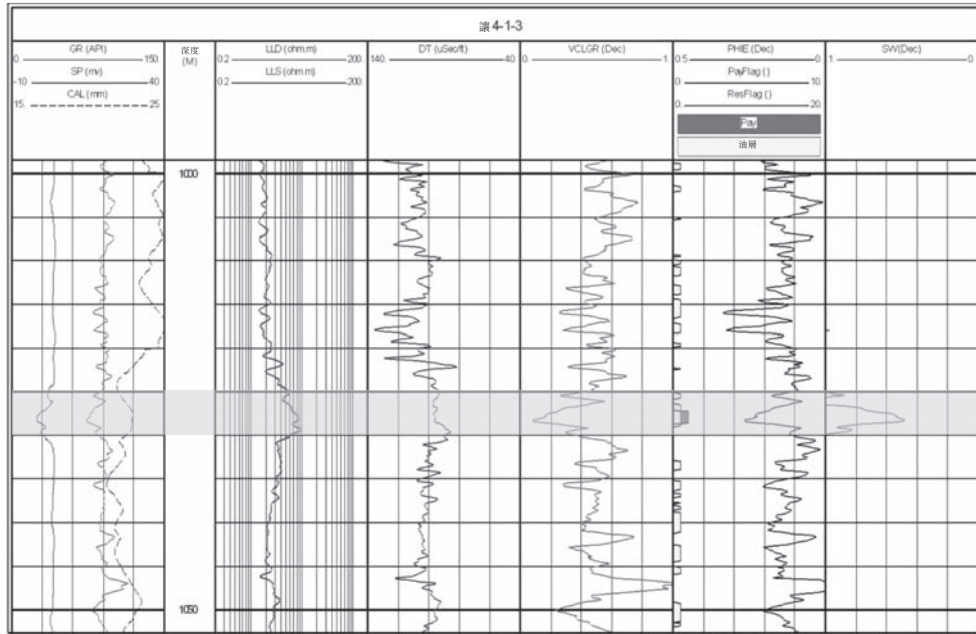 讓4-1-3
GR (API)
0. 150.
SP (mv)
-10 40
CAL (mm)
15. 25.
深度
(M)
LLD (ohm.m)
0.2 200.
LLS (ohm.m)
0.2 200.
DT (uSec/ft)
140. 40.
VCLGR (Dec)
0. 1.
PHIE (Dec)
0.5 0.
PayFlag ()
0. 10
ResFlag ()
0. 20.
Pay
油層
SW(Dec)
1. 0.
1000
1050